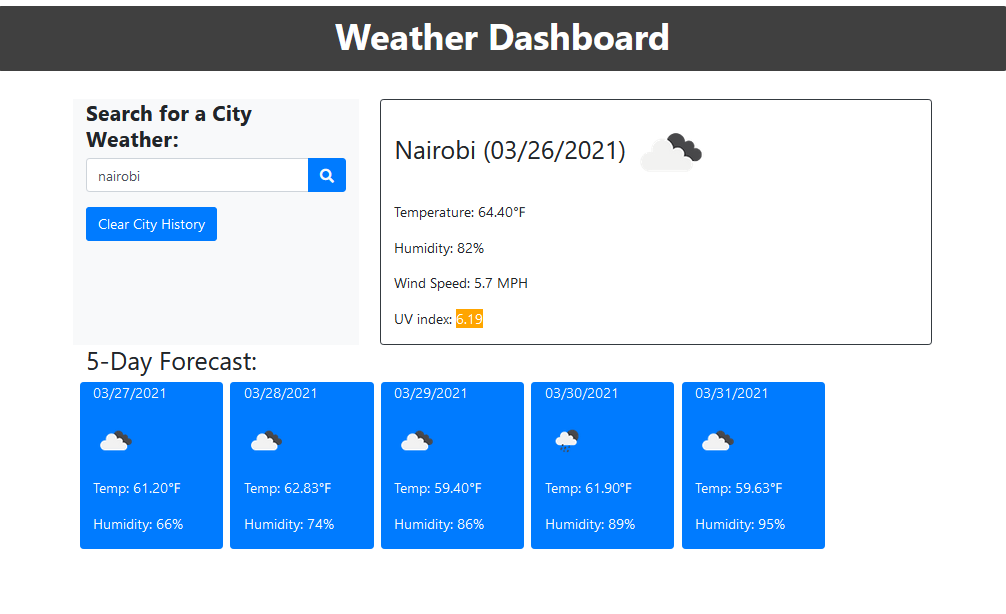 Weather Dashboard
Search for a City
Weather:
nairobi
Clear City History
Nairobi (03/26/2021)
Temperature: 64.40°F
Humidity: 82%
Wind Speed: 5.7 MPH
UV index: 6.19
5-Day Forecast:
03/27/2021
Temp: 61.20°F
Humidity: 66%
03/28/2021
Temp: 62.83°F
Humidity: 74%
03/29/2021
Temp: 59.40°F
Humidity: 86%
03/30/2021
Temp: 61.90°F
Humidity: 89%
03/31/2021
Temp: 59.63°F
Humidity: 95%